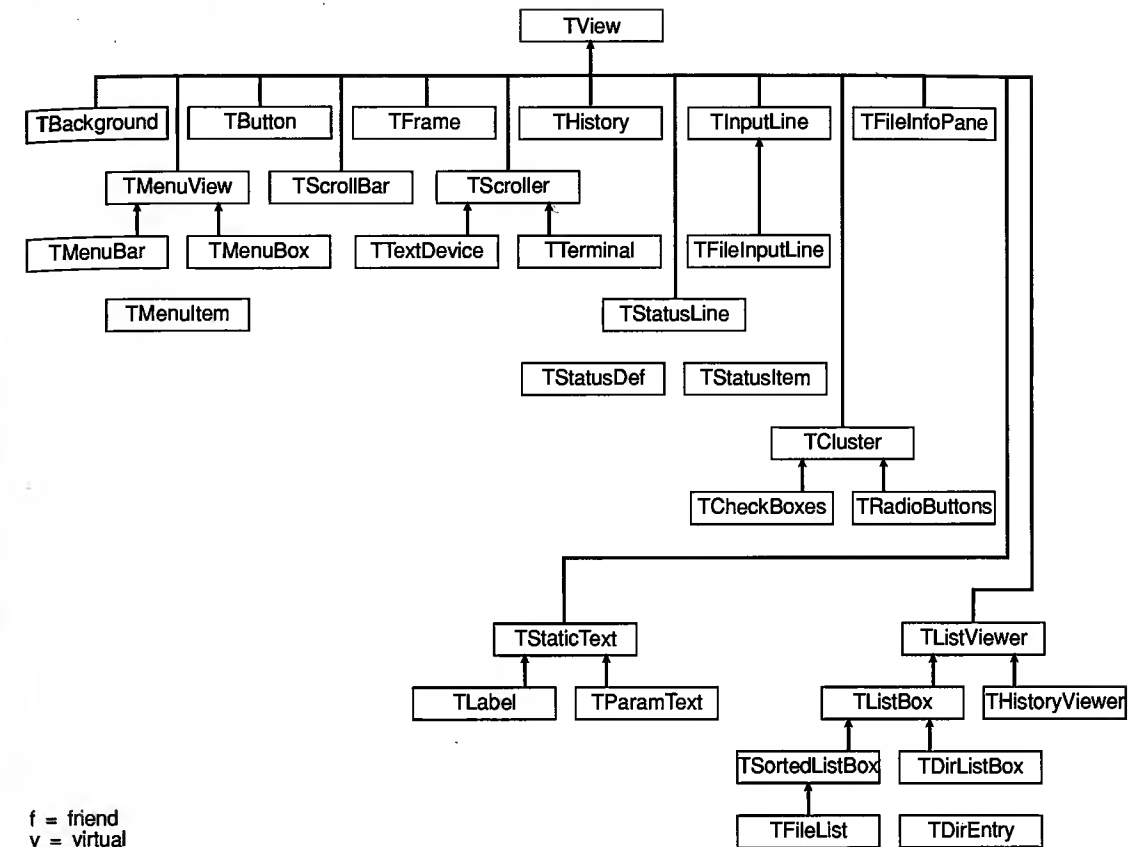 TView
TBackground TButton TFrame THistory TInputLine TFileInfoPane
TMenuView TScrollBar TScroller
TMenuBar TMenuBox TTextDevice TTerminal TFileInputLine
TMenuItem TStatusLine
TStatusDef TStatusItem
TCluster
TCheckBoxes TRadioButtons
TStaticText TListViewer
TLabel TParamText TListBox THistoryViewer
TSortedListBox TDirListBox
TFileList TDirEntry
f = friend
v = virtual